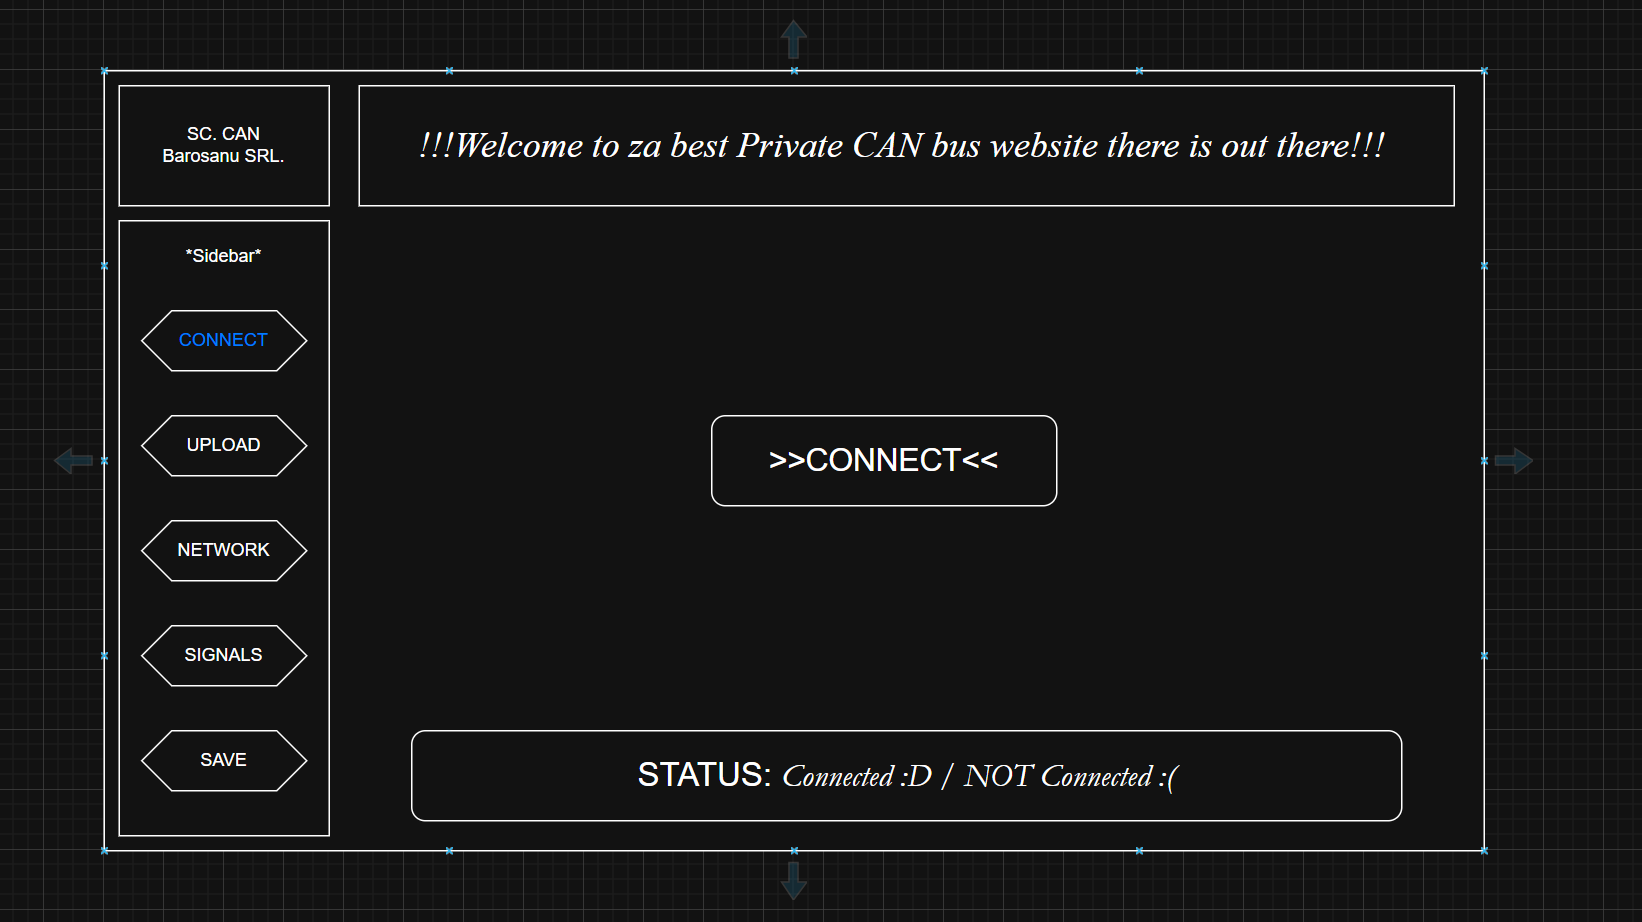 SC. CAN
Barosanu SRL.
!!!Welcome to za best Private CAN bus website there is out there!!!
*Sidebar*
CONNECT
UPLOAD
NETWORK
SIGNALS
SAVE
>>CONNECT<<
STATUS: Connected :D / NOT Connected :(